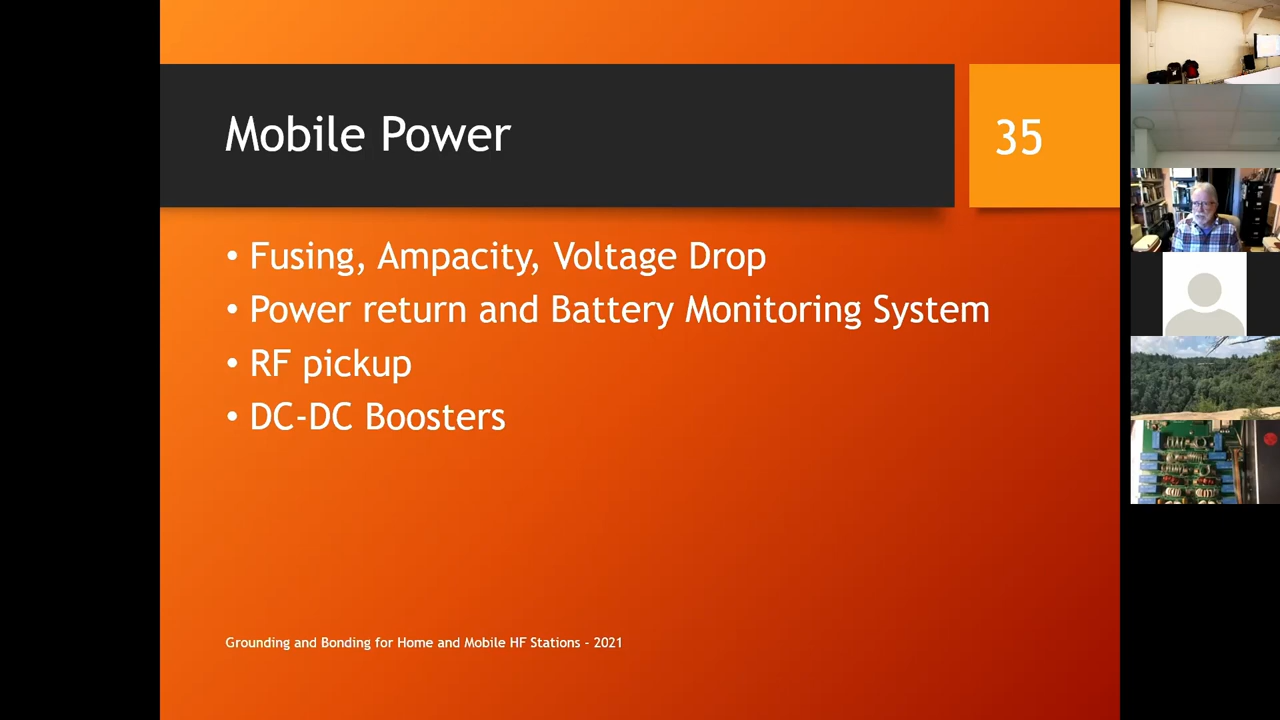 Mobile Power
35
• Fusing, Ampacity, Voltage Drop
• Power return and Battery Monitoring System
• RF pickup
• DC-DC Boosters
Grounding and Bonding for Home and Mobile HF Stations - 2021